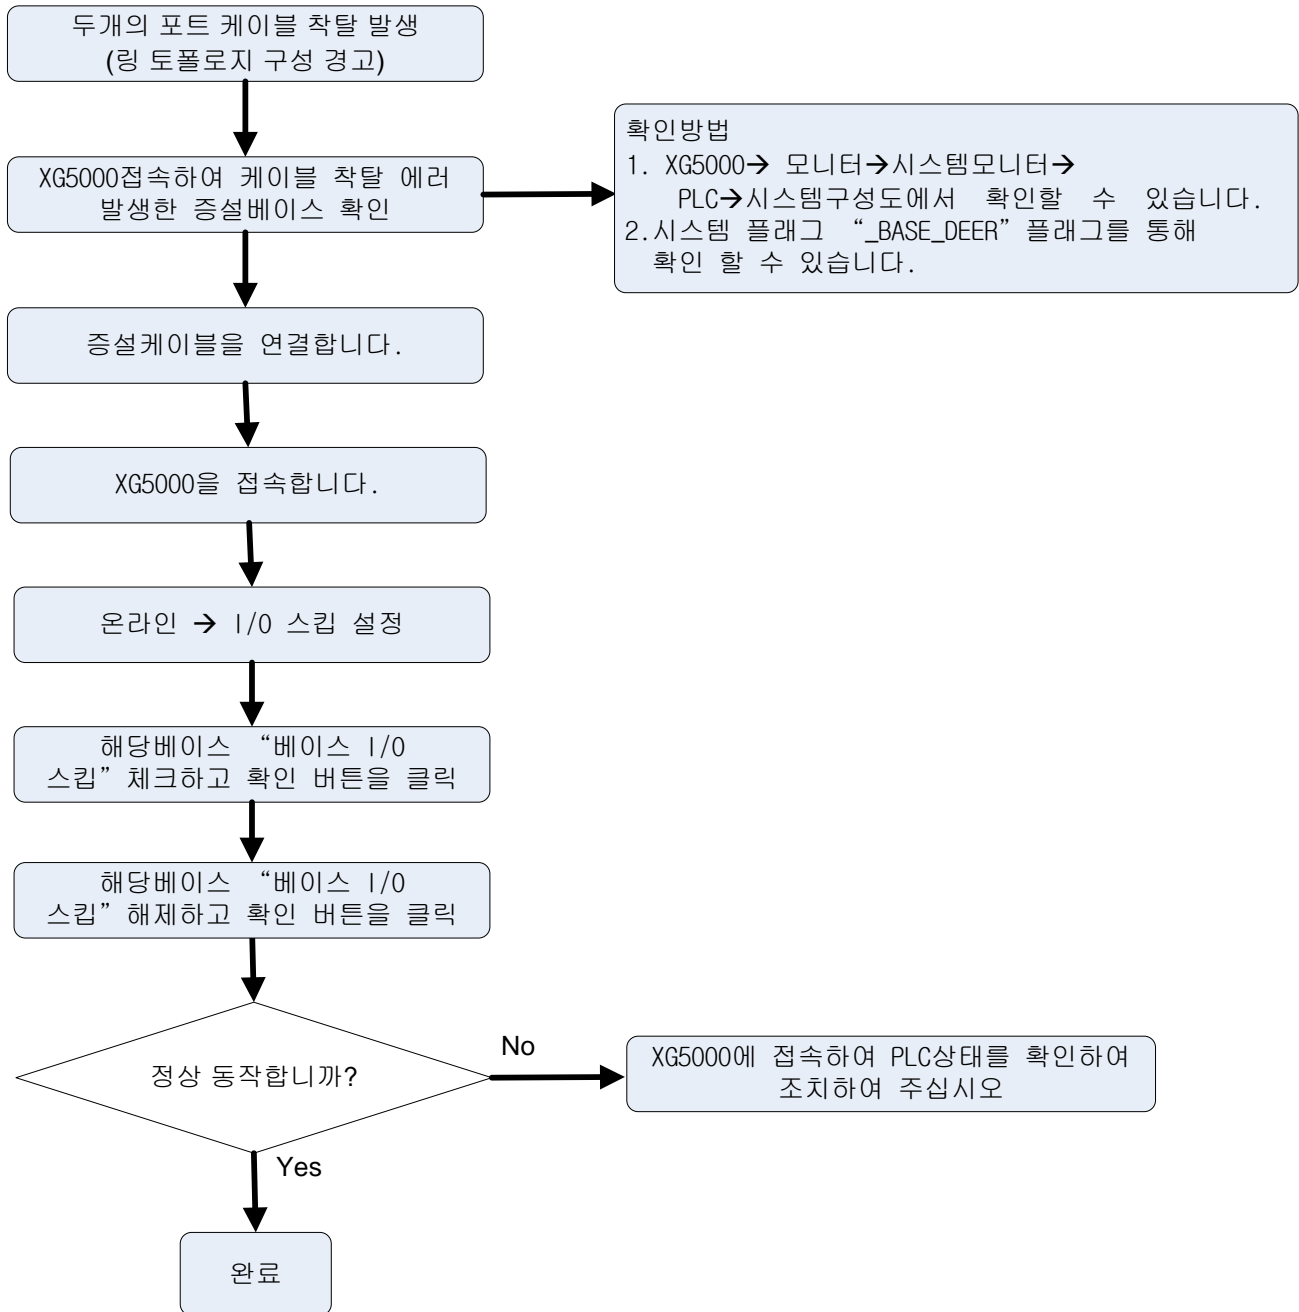 두개의 포트 케이블 착탈 발생
(링 토폴로지 구성 경고)
XG5000접속하여 케이블 착탈 에러
발생한 증설베이스 확인
확인방법
1. XG5000→ 모니터→시스템모니터→
PLC→시스템구성도에서 확인할 수 있습니다.
2.시스템 플래그 “_BASE_DEER”플래그를 통해
확인 할 수 있습니다.
증설케이블을 연결합니다.
XG5000을 접속합니다.
온라인 → I/O 스킵 설정
해당베이스 “베이스 I/O
스킵”체크하고 확인 버튼을 클릭
해당베이스 “베이스 I/O
스킵”해제하고 확인 버튼을 클릭
정상 동작합니까?
No
XG5000에 접속하여 PLC상태를 확인하여
조치하여 주십시오
Yes
완료